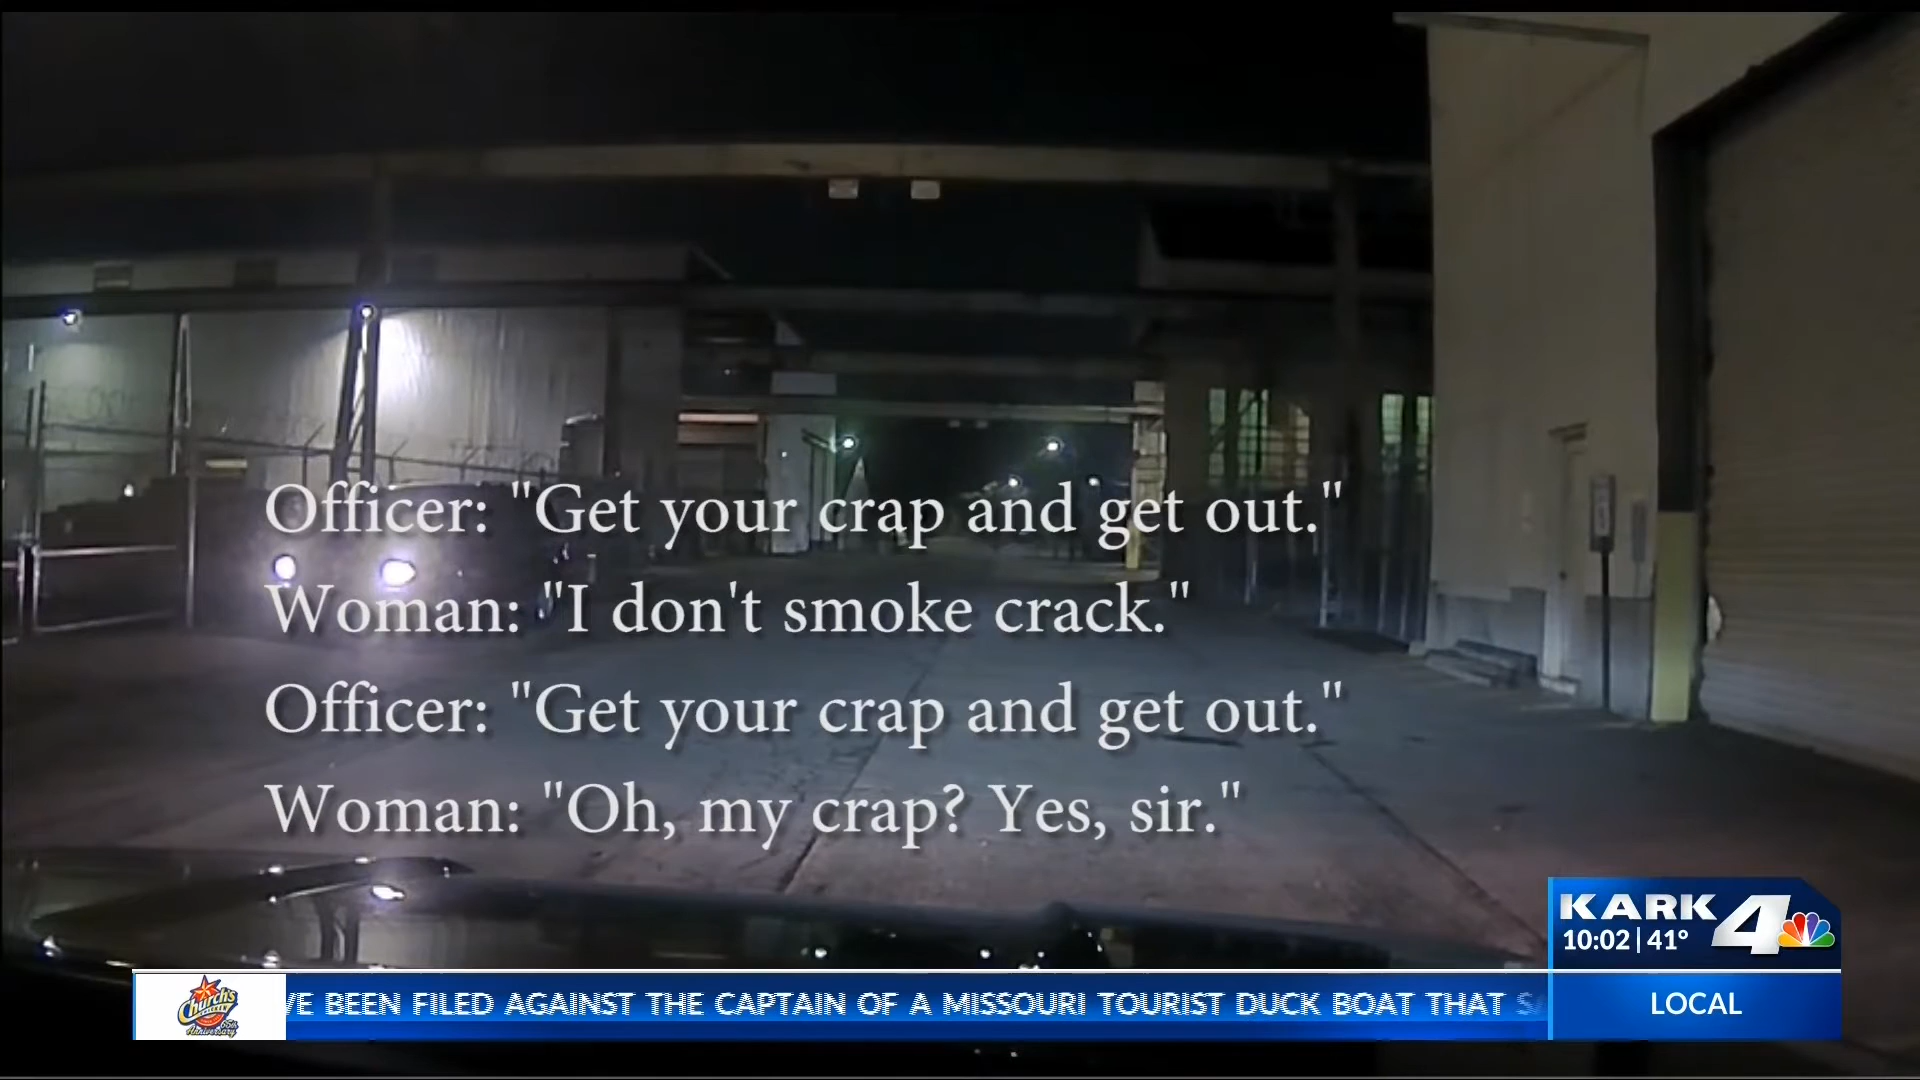 Officer: "Get your crap and get out."
Woman: "I don't smoke crack."
Officer: "Get your crap and get out."
Woman: "Oh, my crap? Yes, sir."
KARK 4
10:02 | 41°
Church's
65th
Anniversary
BEEN FILED AGAINST THE CAPTAIN OF A MISSOURI TOURIST DUCK BOAT THAT
LOCAL